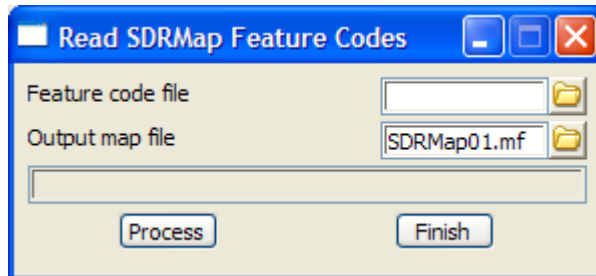 Read SDRMap Feature Codes
Feature code file
Output map file SDRMap01.mf
Process Finish